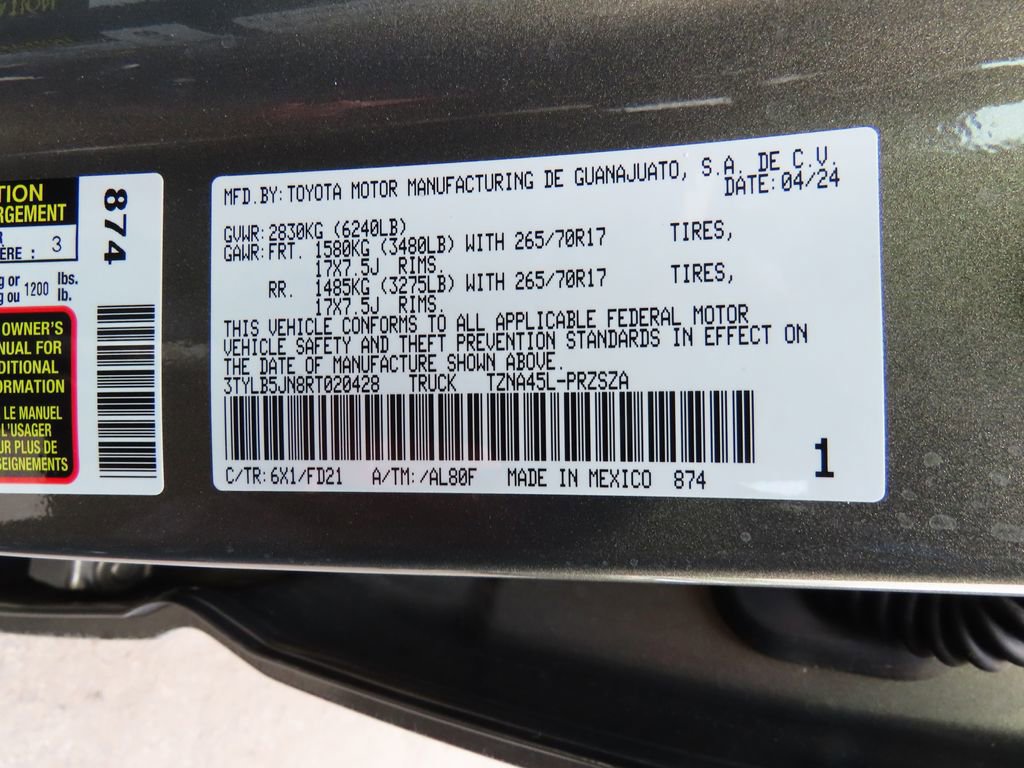 TION
RGEMENT
R
ÈRE : 3
g or 1200 lbs.
g ou lb.
OWNER'S
NUAL FOR
DITIONAL
ORMATION
LE MANUEL
L'USAGER
UR PLUS DE
SEIGNEMENTS
874
MFD.BY:TOYOTA MOTOR MANUFACTURING DE GUANAJUATO, S.A. DE C.V.
DATE:04/24
GVWR:2830KG (6240LB)
GAWR:FRT. 1580KG (3480LB) WITH 265/70R17 TIRES,
17X7.5J RIMS.
RR. 1485KG (3275LB) WITH 265/70R17 TIRES,
17X7.5J RIMS.
THIS VEHICLE CONFORMS TO ALL APPLICABLE FEDERAL MOTOR
VEHICLE SAFETY AND THEFT PREVENTION STANDARDS IN EFFECT ON
THE DATE OF MANUFACTURE SHOWN ABOVE.
3TYLB5JN8RT020428 TRUCK TZNA45L-PRZSZA
C/TR:6X1/FD21 A/TM:/AL80F MADE IN MEXICO 874
1